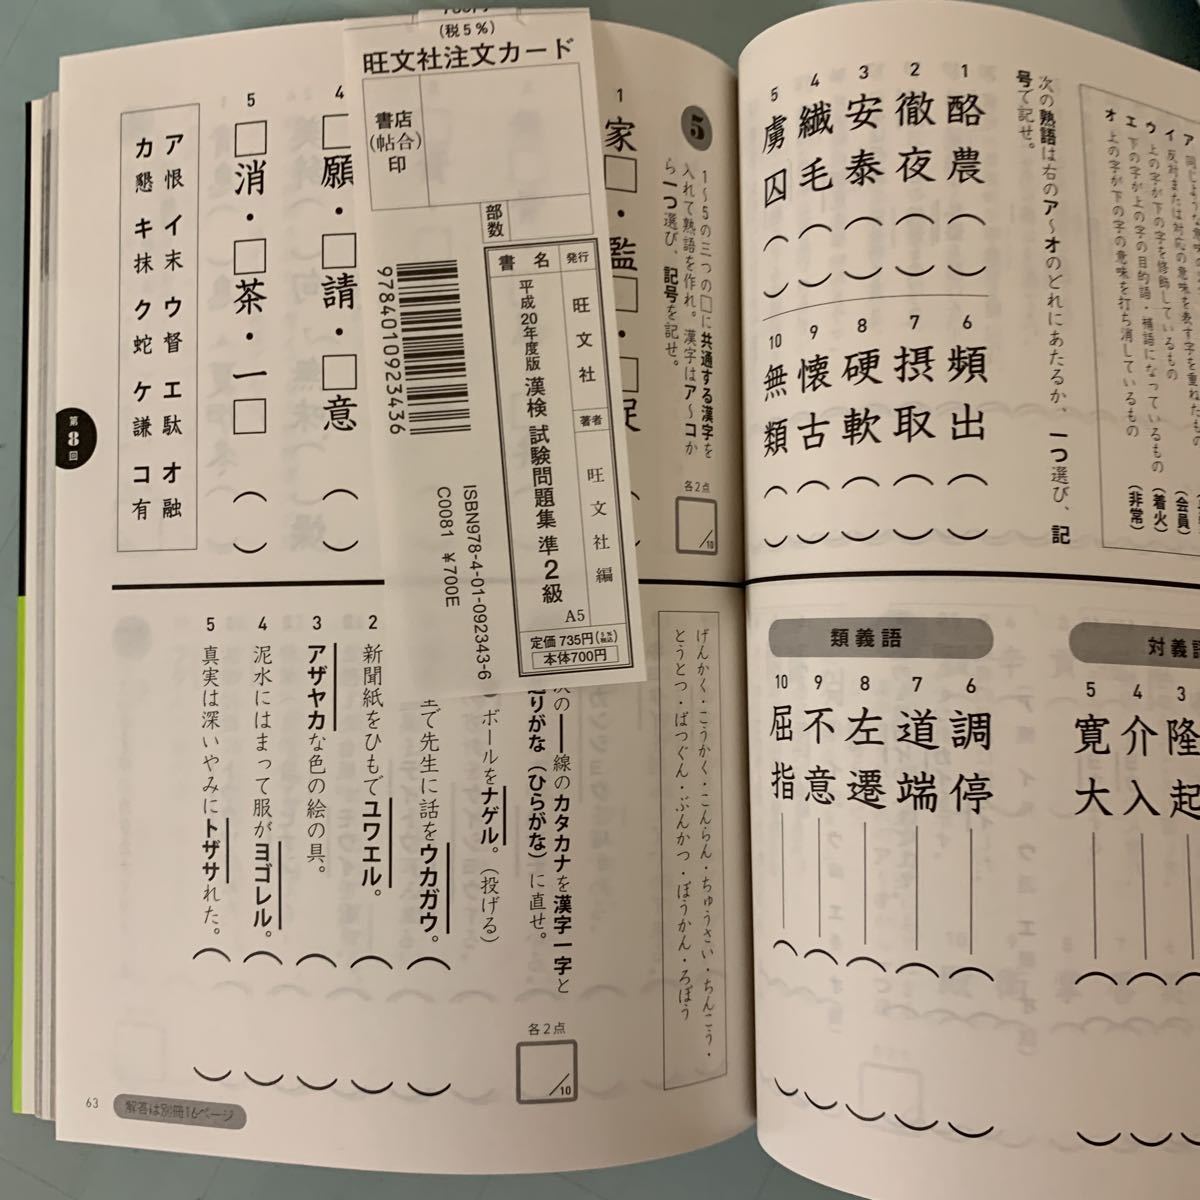 同じような意味の漢字を重ねたもの
ア
イ 反対または対応の意味を表す字を重ねたもの
ウ 上の字が下の字を修飾しているもの
(会員)
エ 下の字が上の字の目的語・補語になっているもの
(着火)
オ 上の字が下の字の意味を打ち消しているもの
(非常)
次の熟語は右のア〜オのどれにあたるか、一つ選び、記
号で記せ。
1 酪農
2 徹夜
3 安泰
4 繊毛
5 虜囚
6 頻出
7 摂取
8 硬軟
9 懐古
10 無類
対義語
3 隆起
4 介入
5 寛大
類義語
6 調停
7 道端
8 左遷
9 不意
10 屈指
げんかく・こうかく・こんらん・ちゅうさい・ちんこう・
とうとつ・ばつぐん・ぶんかつ・ぼうかん・ろぼう
5
1〜5の三つの□に共通する漢字を
入れて熟語を作れ。漢字はア〜コか
ら一つ選び、記号を記せ。
各2点
/10
1 家□・監□・□
4 □願・□請・□意
5 □消・□茶・一□
ア 恨 イ 末 ウ 督 エ 駄 オ 融
カ 懇 キ 抹 ク 蛇 ケ 謙 コ 有
次の――線のカタカナを漢字一字と
りがな(ひらがな)に直せ。
各2点
/10
ボールをナゲル。(投げる)
で先生に話をウカガウ。
2 新聞紙をひもでユワエル。
3 アザヤカな色の絵の具。
4 泥水にはまって服がヨゴレル。
5 真実は深いやみにトザサれた。
第8回
63
解答は別冊16ページ
(税5%)
旺文社注文カード
書店
(帖合)
印
部数
発行
旺文社
著者
旺文社編
書名
平成20年度版 漢検 試験問題集 準2級
A5
定価735円(5%税込)
本体700円
9784010923436
ISBN978-4-01-092343-6
C0081 ¥700E